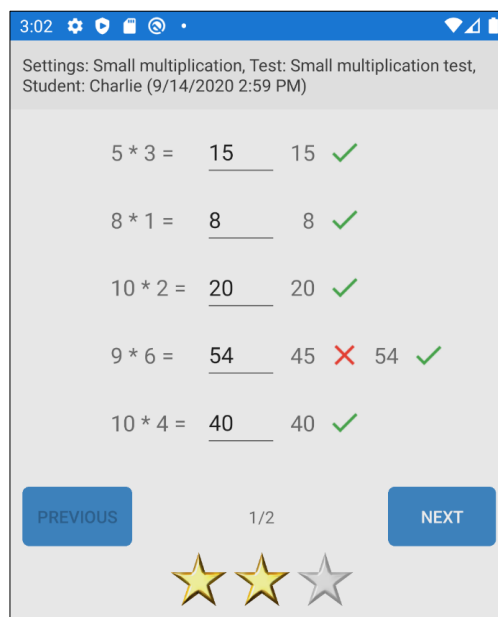 3:02
Settings: Small multiplication, Test: Small multiplication test,
Student: Charlie (9/14/2020 2:59 PM)
5 * 3 = 15 15
8 * 1 = 8 8
10 * 2 = 20 20
9 * 6 = 54 45 54
10 * 4 = 40 40
PREVIOUS 1/2 NEXT